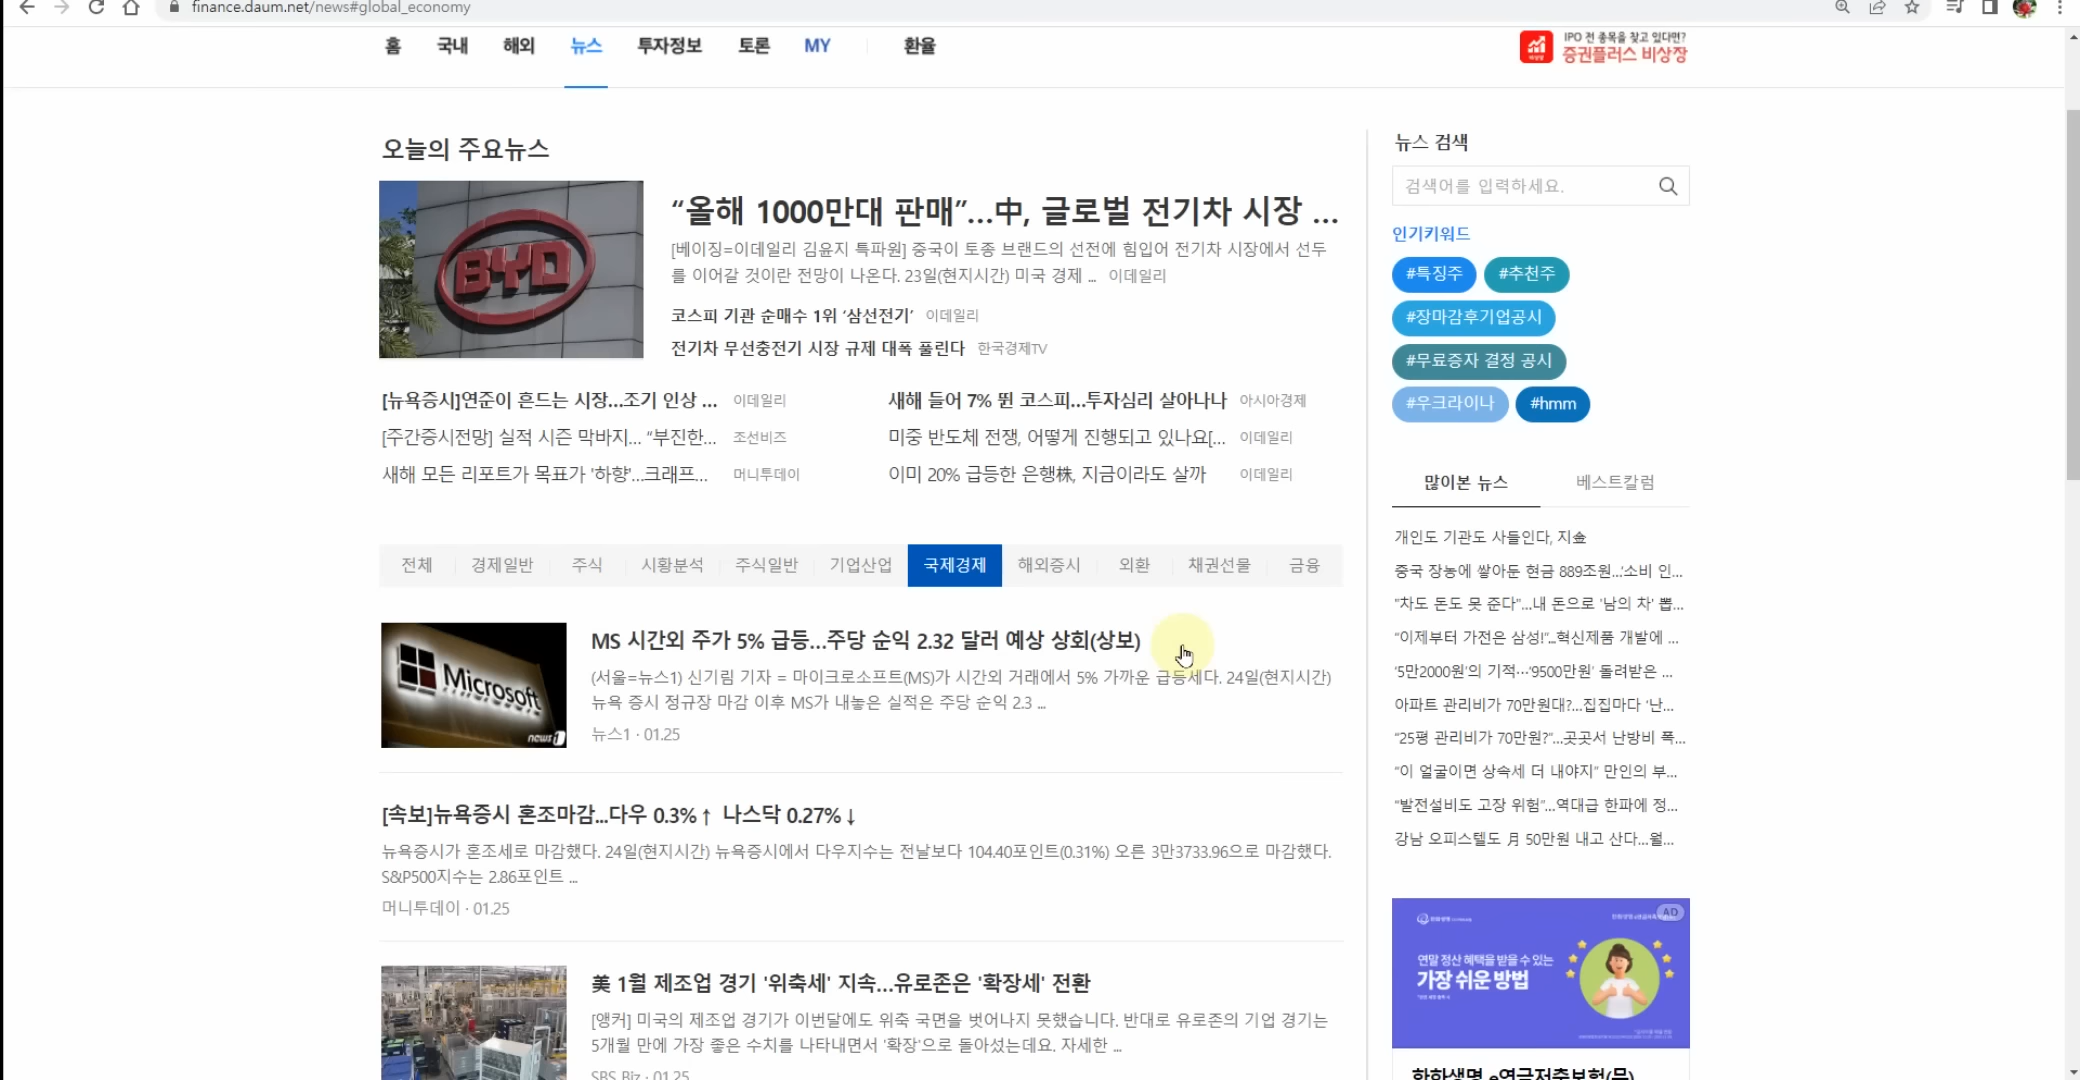 finance.daum.net/news#global_economy
홈 국내 해외 뉴스 투자정보 토론 MY 환율
IPO 전 종목을 찾고 있다면?
증권플러스 비상장
오늘의 주요뉴스
BYD
“올해 1000만대 판매”...中, 글로벌 전기차 시장 ...
[베이징=이데일리 김윤지 특파원] 중국이 토종 브랜드의 선전에 힘입어 전기차 시장에서 선두
를 이어갈 것이란 전망이 나온다. 23일(현지시간) 미국 경제 ... 이데일리
코스피 기관 순매수 1위 ‘삼선전기’ 이데일리
전기차 무선충전기 시장 규제 대폭 풀린다 한국경제TV
[뉴욕증시]연준이 흔드는 시장...조기 인상 ... 이데일리
새해 들어 7% 뛴 코스피...투자심리 살아나나 아시아경제
[주간증시전망] 실적 시즌 막바지... “부진한... 조선비즈
미중 반도체 전쟁, 어떻게 진행되고 있나요[... 이데일리
새해 모든 리포트가 목표가 '하향'...크래프... 머니투데이
이미 20% 급등한 은행株, 지금이라도 살까 이데일리
전체 경제일반 주식 시황분석 주식일반 기업산업 국제경제 해외증시 외환 채권선물 금융
Microsoft
news1
MS 시간외 주가 5% 급등...주당 순익 2.32 달러 예상 상회(상보)
(서울=뉴스1) 신기림 기자 = 마이크로소프트(MS)가 시간외 거래에서 5% 가까운 급등세다. 24일(현지시간)
뉴욕 증시 정규장 마감 이후 MS가 내놓은 실적은 주당 순익 2.3 ...
뉴스1 · 01.25
[속보]뉴욕증시 혼조마감...다우 0.3%↑ 나스닥 0.27%↓
뉴욕증시가 혼조세로 마감했다. 24일(현지시간) 뉴욕증시에서 다우지수는 전날보다 104.40포인트(0.31%) 오른 3만3733.96으로 마감했다.
S&P500지수는 2.86포인트 ...
머니투데이 · 01.25
美 1월 제조업 경기 '위축세' 지속...유로존은 '확장세' 전환
[앵커] 미국의 제조업 경기가 이번달에도 위축 국면을 벗어나지 못했습니다. 반대로 유로존의 기업 경기는
5개월 만에 가장 좋은 수치를 나타내면서 '확장'으로 돌아섰는데요. 자세한 ...
SBS Biz · 01.25
뉴스 검색
검색어를 입력하세요.
인기키워드
#특징주 #추천주
#장마감후기업공시
#무료증자 결정 공시
#우크라이나 #hmm
많이본 뉴스 베스트칼럼
개인도 기관도 사들인다, 지金
중국 장농에 쌓아둔 현금 889조원...'소비 인...
"차도 돈도 못 준다"...내 돈으로 '남의 차' 뽑...
“이제부터 가전은 삼성!”...혁신제품 개발에 ...
‘5만2000원’의 기적…‘9500만원’ 돌려받은 ...
아파트 관리비가 70만원대?...집집마다 '난...
“25평 관리비가 70만원?”...곳곳서 난방비 폭...
“이 얼굴이면 상속세 더 내야지” 만인의 부...
“발전설비도 고장 위험”...역대급 한파에 정...
강남 오피스텔도 月 50만원 내고 산다...월...
AD
연말 정산 혜택을 받을 수 있는
가장 쉬운 방법
한화생명 e연금저축보험(무)